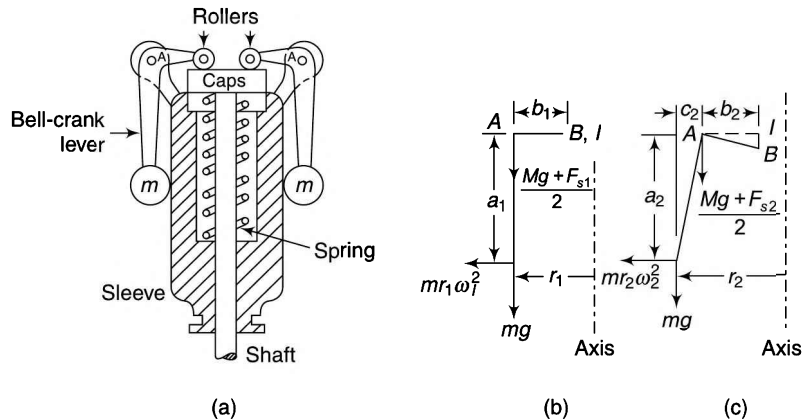 Rollers
A
A
Caps
Bell-crank
lever
m
m
Spring
Sleeve
Shaft
(a)
A
b₁
B, I
a₁
Mg + Fₛ₁
2
mr₁ω₁²
r₁
mg
Axis
(b)
c₂
b₂
A
I
B
a₂
Mg + Fₛ₂
2
mr₂ω₂²
r₂
mg
Axis
(c)